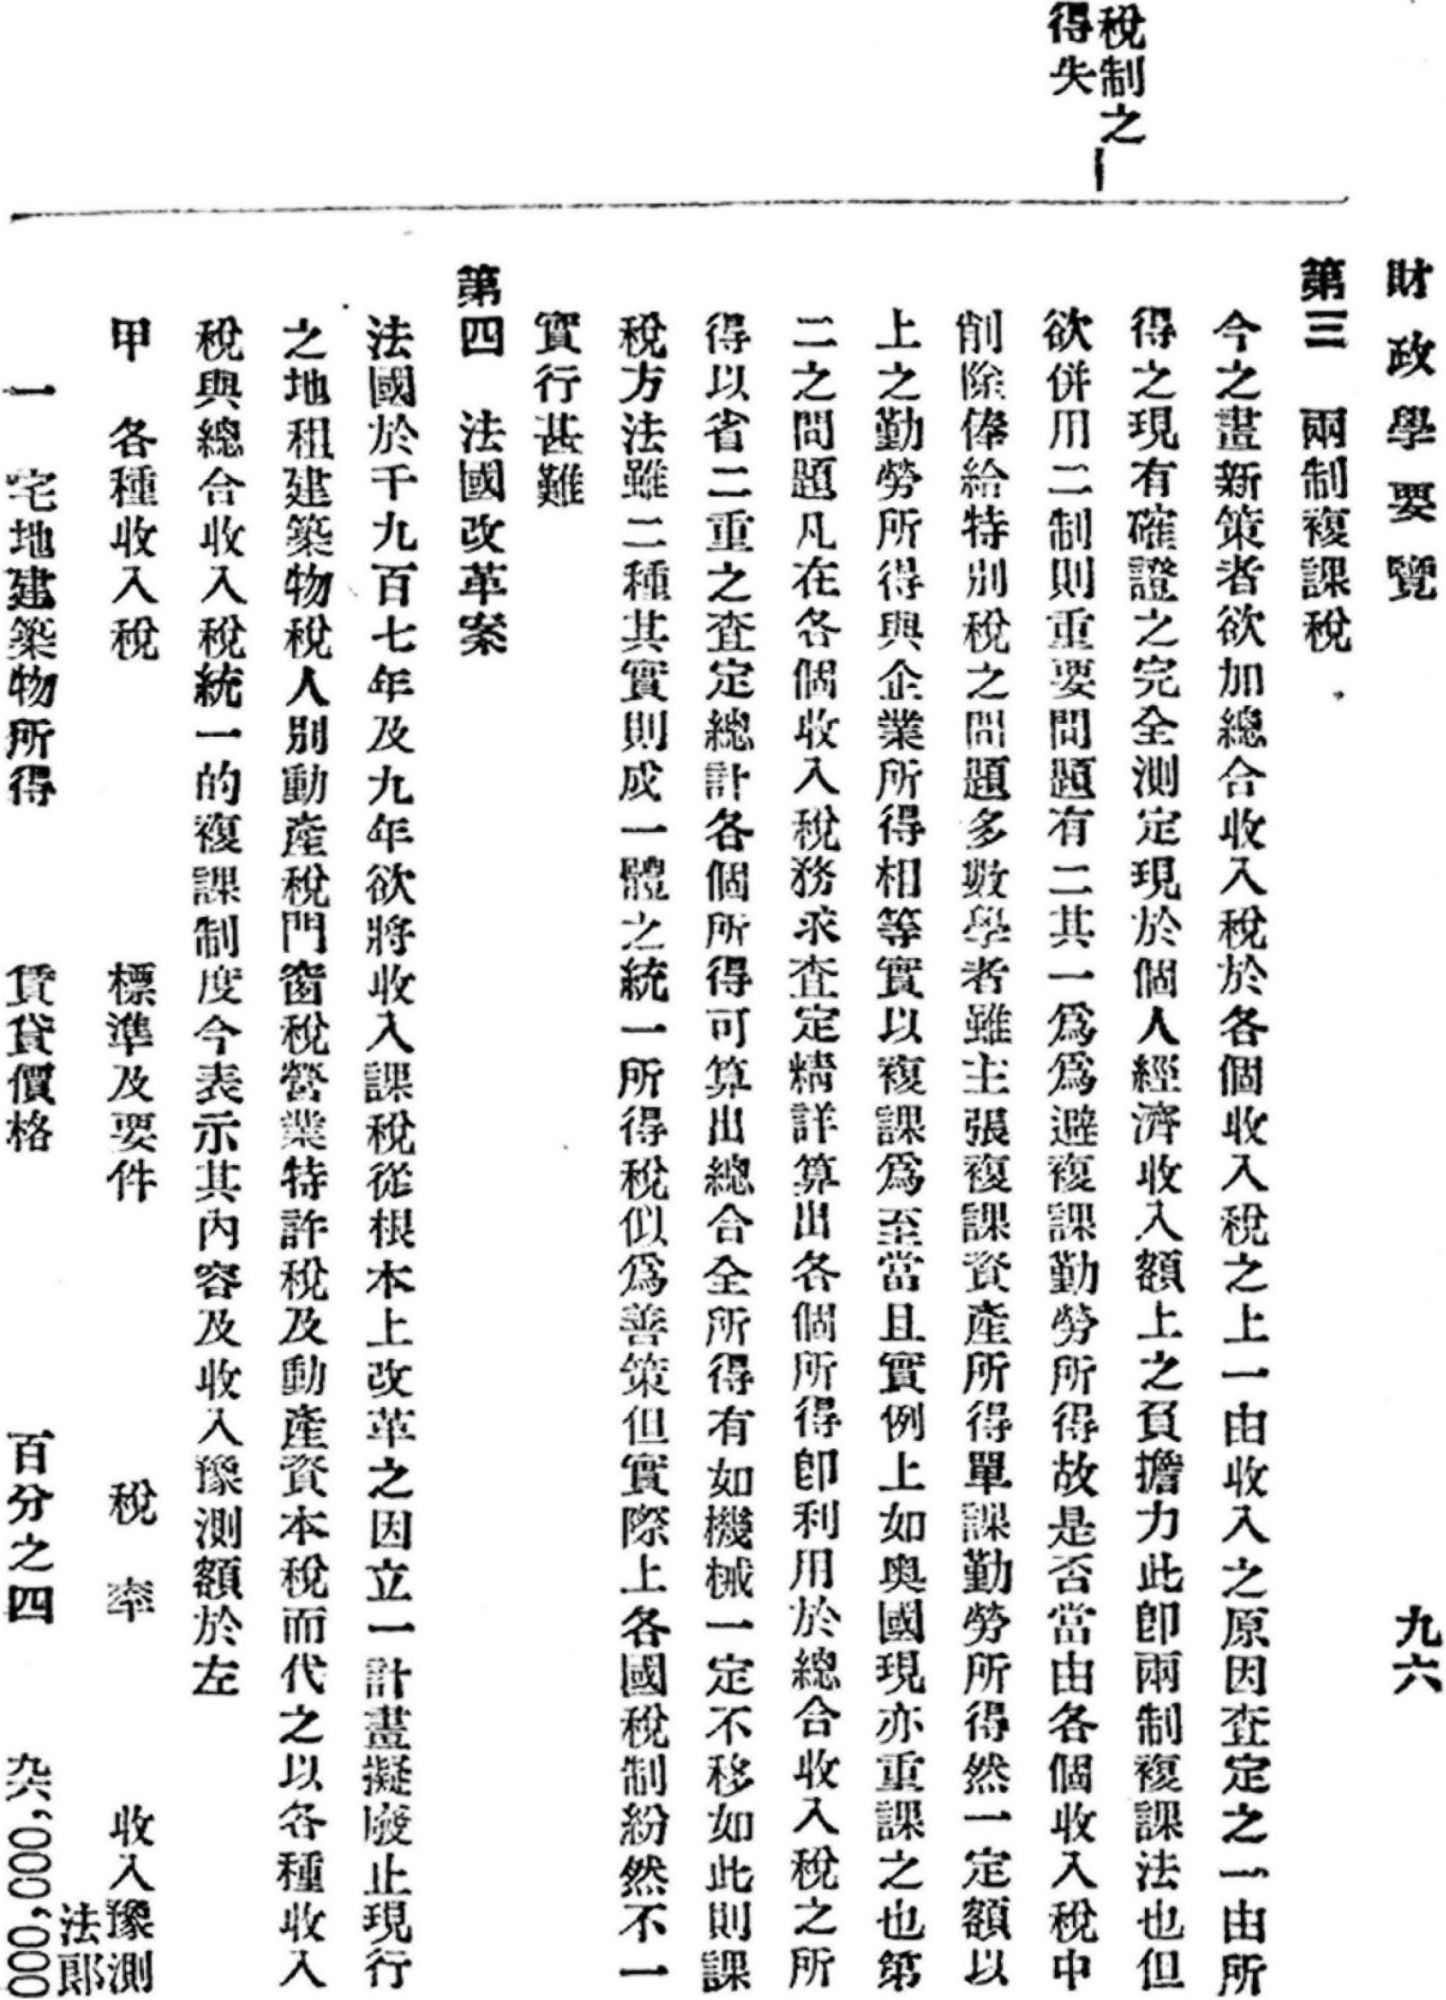 財政學要覽
九六
稅制之
得失
第三　兩制複課稅
今之畫新策者欲加總合收入稅於各個收入稅之上一由收入之原因查定之一由所
得之現有確證之完全測定現於個人經濟收入額上之負擔力此卽兩制複課法也但
欲併用二制則重要問題有二其一爲爲避複課勤勞所得故是否當由各個收入稅中
削除俸給特別稅之問題多數學者雖主張複課資產所得單課勤勞所得然一定額以
上之勤勞所得與企業所得相等實以複課爲至當且實例上如奧國現亦重課之也第
二之問題凡在各個收入稅務求查定精詳算出各個所得卽利用於總合收入稅之所
得以省二重之查定總計各個所得可算出總合全所得有如機械一定不移如此則課
稅方法雖二種其實則成一體之統一所得稅似爲善策但實際上各國稅制紛然不一
實行甚難
第四　法國改革案
法國於千九百七年及九年欲將收入課稅從根本上改革之因立一計畫擬廢止現行
之地租建築物稅人別動產稅門窗稅營業特許稅及動產資本稅而代之以各種收入
稅與總合收入稅統一的複課制度今表示其內容及收入豫測額於左
甲　各種收入稅　標準及要件　稅率　收入豫測
法郎
一　宅地建築物所得　賃貸價格　百分之四　九六,000,000